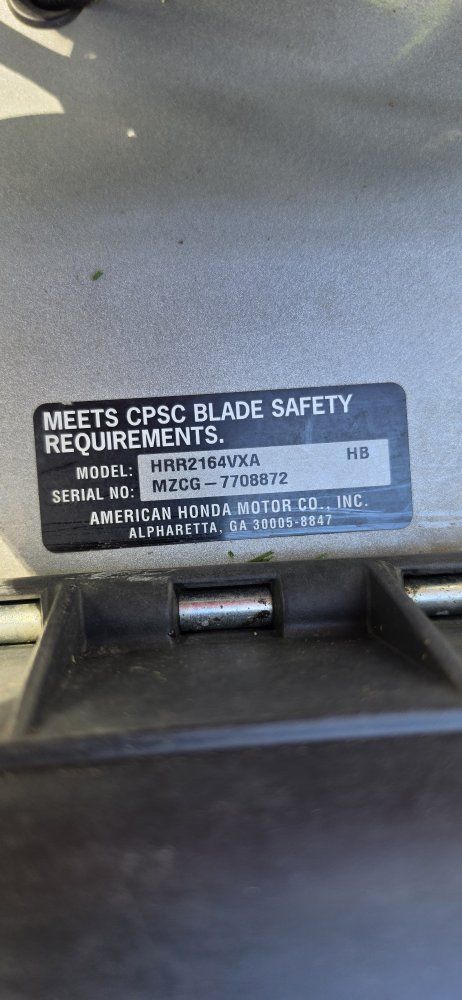 MEETS CPSC BLADE SAFETY
REQUIREMENTS.
MODEL: HRR2164VXA HB
SERIAL NO: MZCG-7708872
AMERICAN HONDA MOTOR CO., INC.
ALPHARETTA, GA 30005-8847